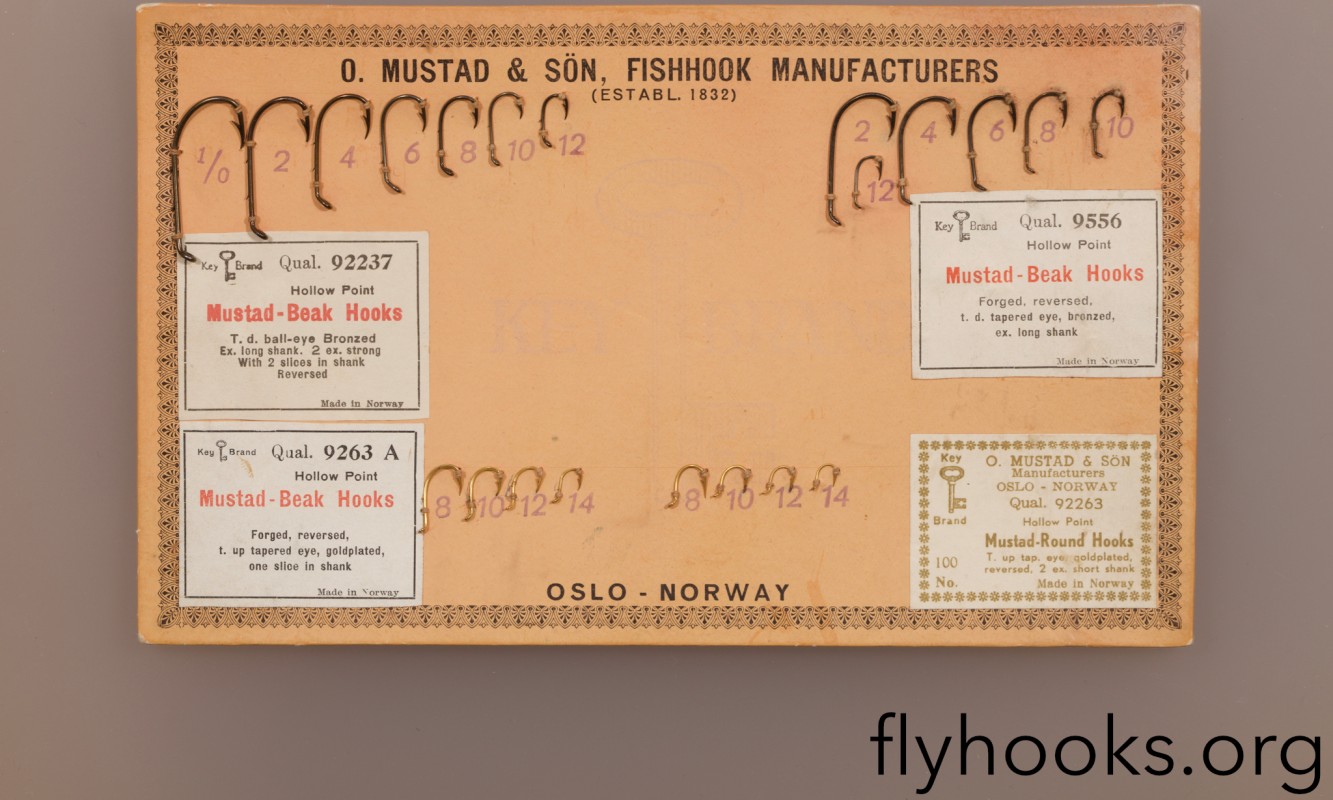 O. MUSTAD & SÖN, FISHHOOK MANUFACTURERS
(ESTABL. 1832)
1/0 2 4 6 8 10 12
2 4 6 8 10
12
Key Brand Qual. 92237
Hollow Point
Mustad-Beak Hooks
T. d. ball-eye Bronzed
Ex. long shank. 2 ex. strong
With 2 slices in shank
Reversed
Made in Norway
Key Brand Qual. 9556
Hollow Point
Mustad-Beak Hooks
Forged, reversed,
t. d. tapered eye, bronzed,
ex. long shank
Made in Norway
Key Brand Qual. 9263 A
Hollow Point
Mustad-Beak Hooks
Forged, reversed,
t. up tapered eye, goldplated,
one slice in shank
Made in Norway
8 10 12 14
8 10 12 14
Key
Brand
O. MUSTAD & SÖN
Manufacturers
OSLO - NORWAY
Qual. 92263
Hollow Point
Mustad-Round Hooks
T. up tap. eye goldplated,
reversed, 2 ex. short shank
100
No.
Made in Norway
OSLO - NORWAY
flyhooks.org